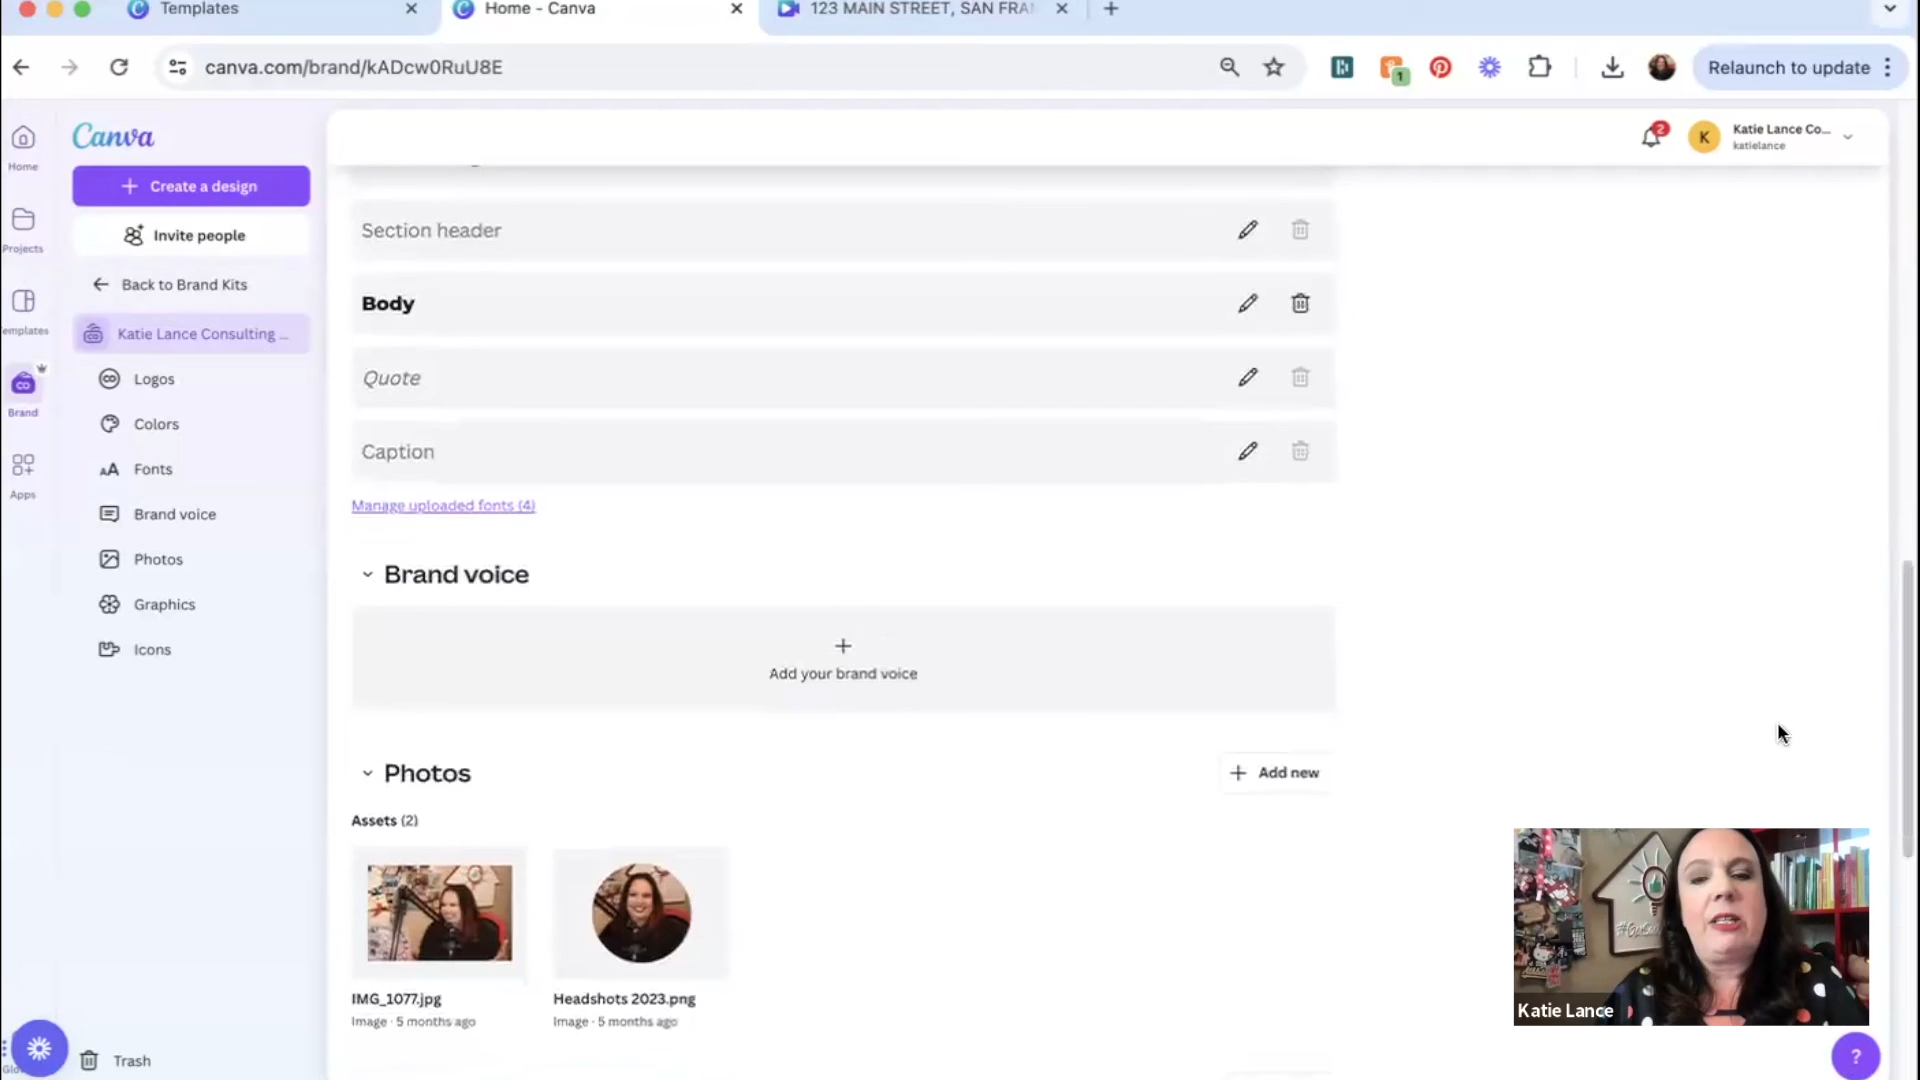 Templates
Home - Canva
123 MAIN STREET, SAN FRAN
canva.com/brand/kADcw0RuU8E
1
Relaunch to update
Home
Projects
emplates
Brand
Apps
Canva
Create a design
Invite people
Back to Brand Kits
Katie Lance Consulting ...
Logos
Colors
Fonts
Brand voice
Photos
Graphics
Icons
Trash
2
K
Katie Lance Co...
katielance
Section header
Body
Quote
Caption
Manage uploaded fonts (4)
Brand voice
Add your brand voice
Photos
Add new
Assets (2)
IMG_1077.jpg
Image · 5 months ago
Headshots 2023.png
Image · 5 months ago
Katie Lance
?